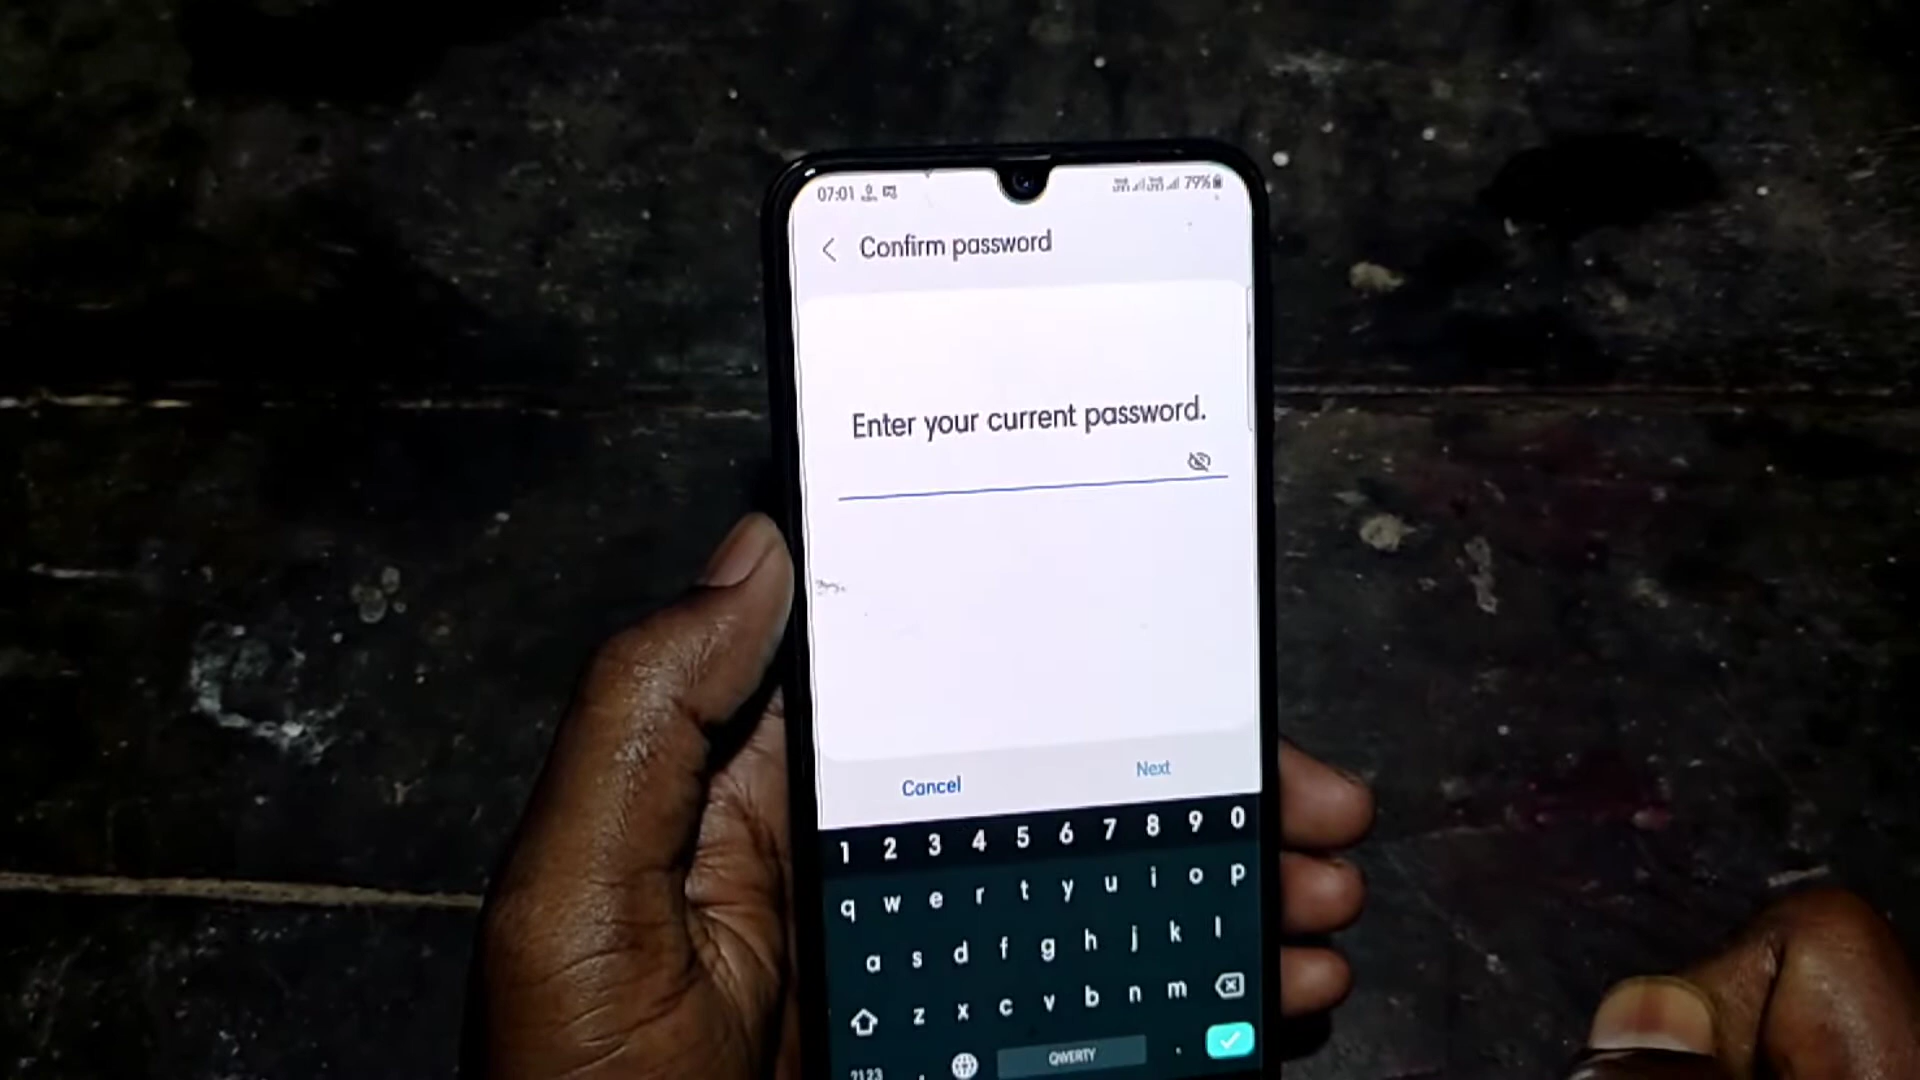 07:01 79%
Confirm password
Enter your current password.
Cancel Next
1 2 3 4 5 6 7 8 9 0
q w e r t y u i o p
a s d f g h j k l
z x c v b n m
?123 , QWERTY .